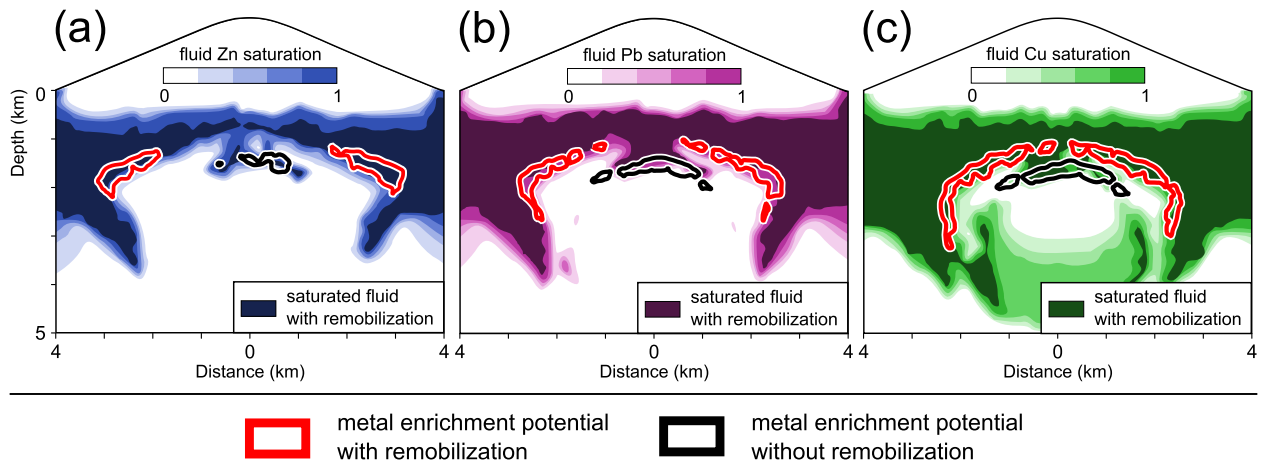 (a)
fluid Zn saturation
0 1
(b)
fluid Pb saturation
0 1
(c)
fluid Cu saturation
0 1
Depth (km)
0
5
saturated fluid
with remobilization
saturated fluid
with remobilization
saturated fluid
with remobilization
4 0 4
Distance (km)
4 0 4
Distance (km)
4 0 4
Distance (km)
metal enrichment potential
with remobilization
metal enrichment potential
without remobilization